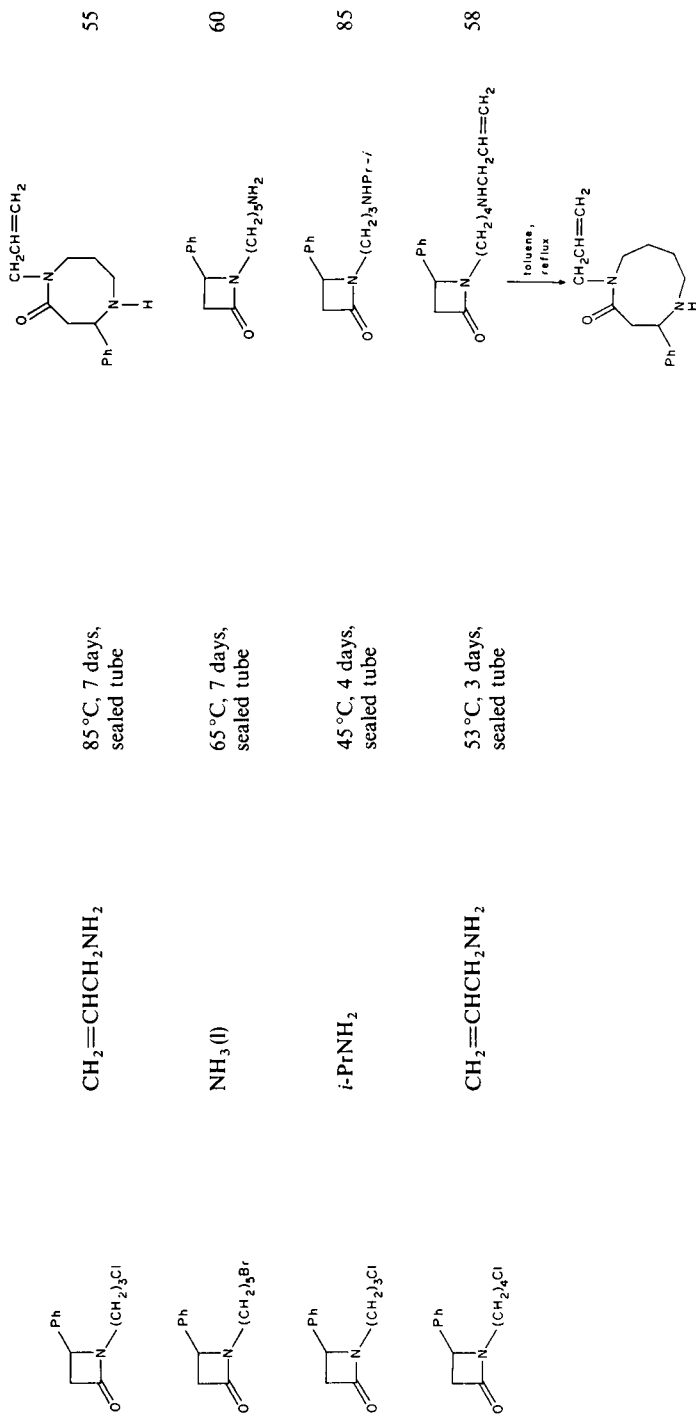 Ph
O
N
(CH2)3Cl
CH2=CHCH2NH2
85 °C, 7 days,
sealed tube
CH2CH=CH2
O
N
Ph
N
H
55
Ph
O
N
(CH2)5Br
NH3 (l)
65 °C, 7 days,
sealed tube
Ph
O
N
(CH2)5NH2
60
Ph
O
N
(CH2)3Cl
i-PrNH2
45 °C, 4 days,
sealed tube
Ph
O
N
(CH2)3NHPr-i
85
Ph
O
N
(CH2)4Cl
CH2=CHCH2NH2
53 °C, 3 days,
sealed tube
Ph
O
N
(CH2)4NHCH2CH=CH2
58
toluene,
reflux
CH2CH=CH2
O
N
Ph
N
H